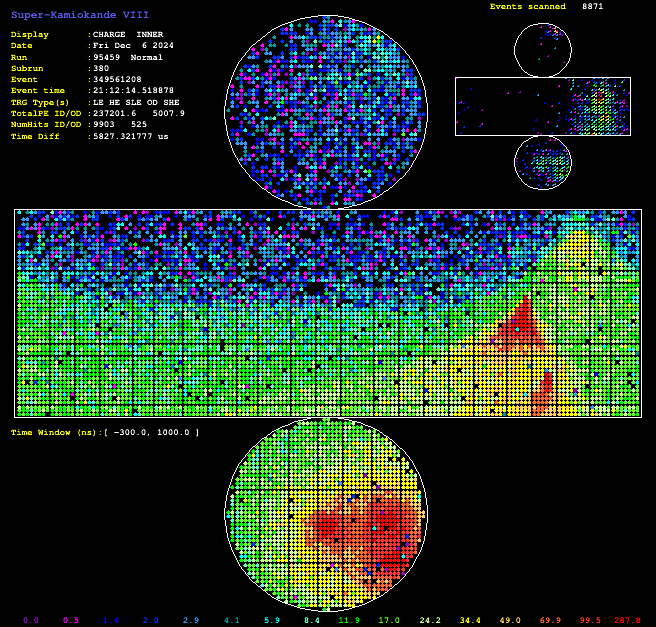 Super-Kamiokande VIII
Events scanned 8871
Display :CHARGE INNER
Date :Fri Dec 6 2024
Run :95459 Normal
Subrun :380
Event :349561208
Event time :21:12:14.518878
TRG Type(s) :LE HE SLE OD SHE
TotalPE ID/OD :237201.6 5007.9
NumHits ID/OD :9903 525
Time Diff :5827.321777 us
Time Window (ns):[ −300.0, 1000.0 ]
0.0 0.5 1.4 2.0 2.9 4.1 5.9 8.4 11.9 17.0 24.2 34.4 49.0 69.9 99.5 287.8